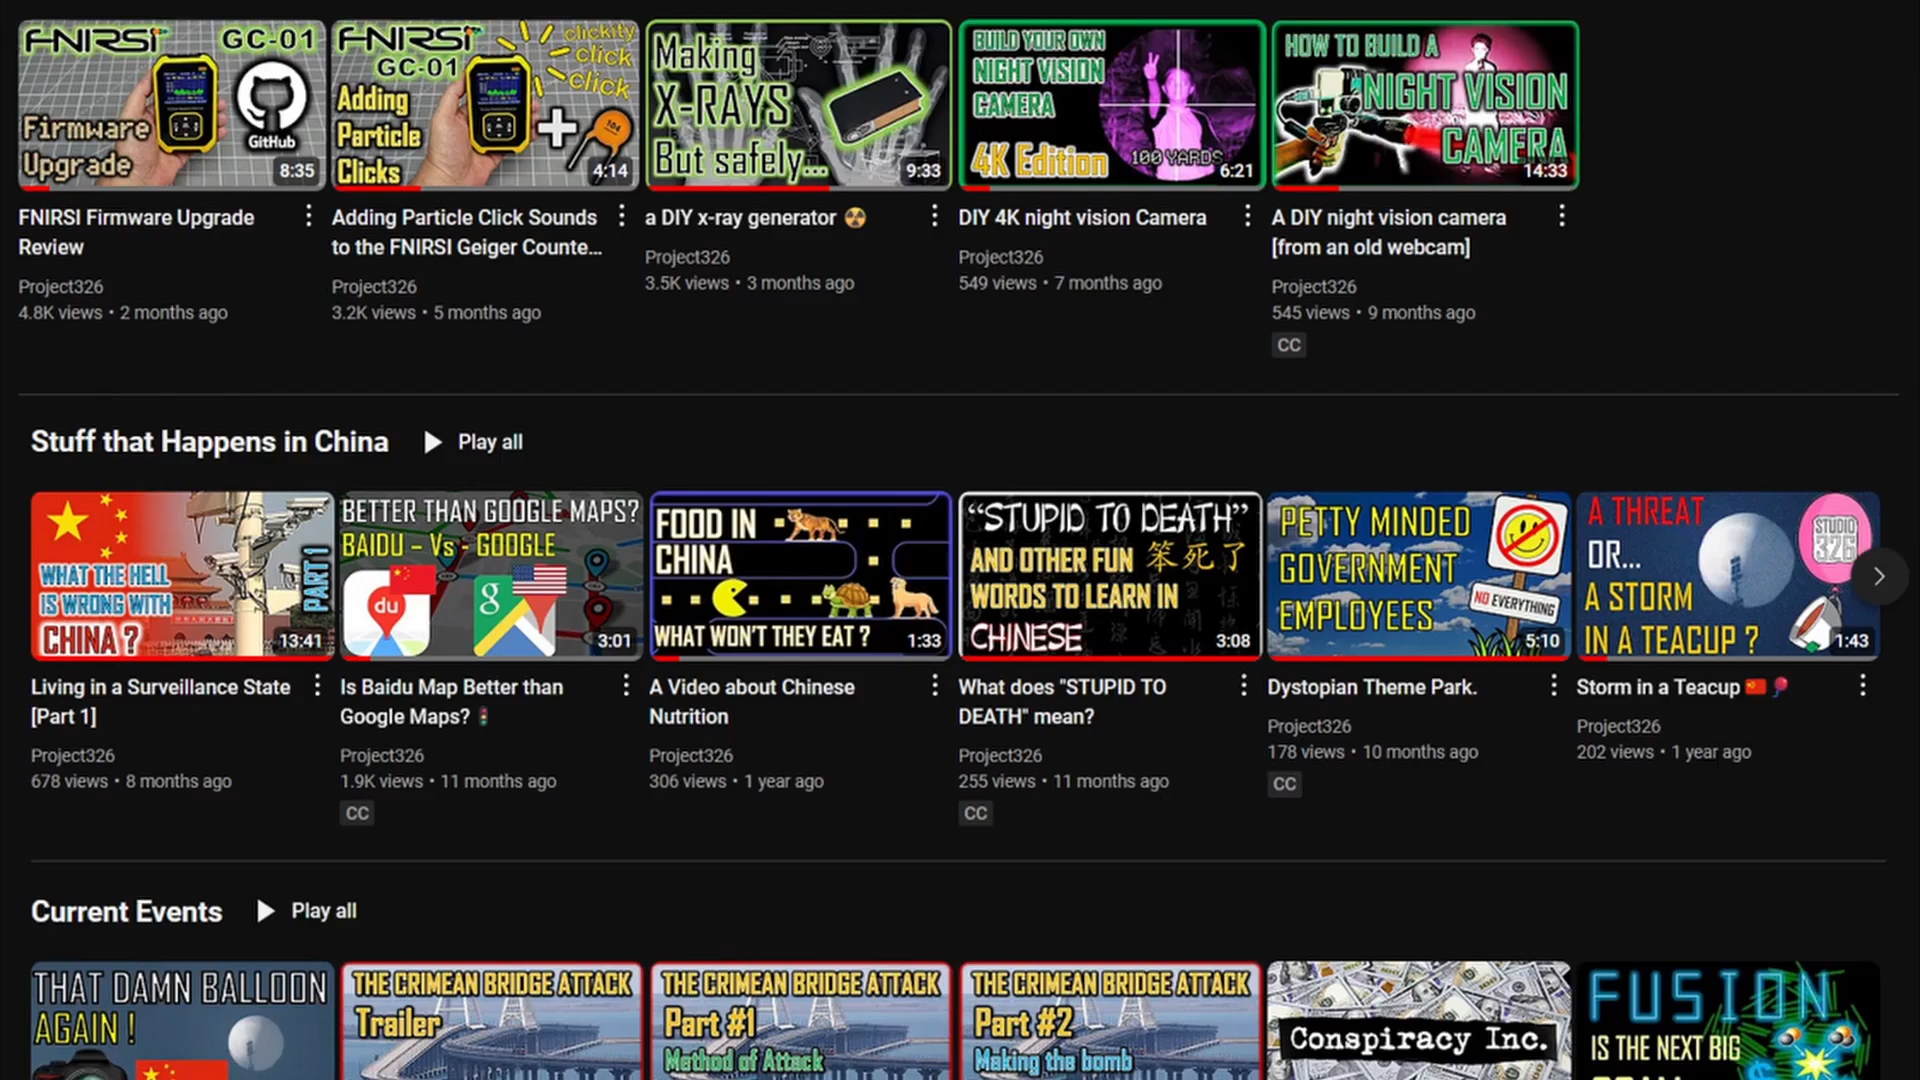 FNIRSI
GC-01
Firmware
Upgrade
GitHub
8:35
FNIRSI
GC-01
clickity
click
click
Adding
Particle
Clicks
104
4:14
Making
X-RAYS
But safely...
9:33
BUILD YOUR OWN
NIGHT VISION
CAMERA
4K Edition
100 YARDS
6:21
HOW TO BUILD A
NIGHT VISION
CAMERA
14:33
FNIRSI Firmware Upgrade
Review
Project326
4.8K views • 2 months ago
Adding Particle Click Sounds
to the FNIRSI Geiger Counte...
Project326
3.2K views • 5 months ago
a DIY x-ray generator ☢️
Project326
3.5K views • 3 months ago
DIY 4K night vision Camera
Project326
549 views • 7 months ago
A DIY night vision camera
[from an old webcam]
Project326
545 views • 9 months ago
CC
Stuff that Happens in China
Play all
WHAT THE HELL
IS WRONG WITH
CHINA ?
PART 1
13:41
BETTER THAN GOOGLE MAPS?
BAIDU - Vs - GOOGLE
du
g
3:01
FOOD IN
CHINA
WHAT WON'T THEY EAT ?
1:33
“STUPID TO DEATH”
AND OTHER FUN 笨死了
WORDS TO LEARN IN
CHINESE
3:08
PETTY MINDED
GOVERNMENT
EMPLOYEES
NO EVERYTHING
5:10
A THREAT
OR...
A STORM
IN A TEACUP ?
STUDIO
326
1:43
Living in a Surveillance State
[Part 1]
Project326
678 views • 8 months ago
Is Baidu Map Better than
Google Maps? 🚦
Project326
1.9K views • 11 months ago
CC
A Video about Chinese
Nutrition
Project326
306 views • 1 year ago
What does "STUPID TO
DEATH" mean?
Project326
255 views • 11 months ago
CC
Dystopian Theme Park.
Project326
178 views • 10 months ago
CC
Storm in a Teacup 🇨🇳🎈
Project326
202 views • 1 year ago
Current Events
Play all
THAT DAMN BALLOON
AGAIN !
THE CRIMEAN BRIDGE ATTACK
Trailer
THE CRIMEAN BRIDGE ATTACK
Part #1
Method of Attack
THE CRIMEAN BRIDGE ATTACK
Part #2
Making the bomb
Conspiracy Inc.
FUSION
IS THE NEXT BIG